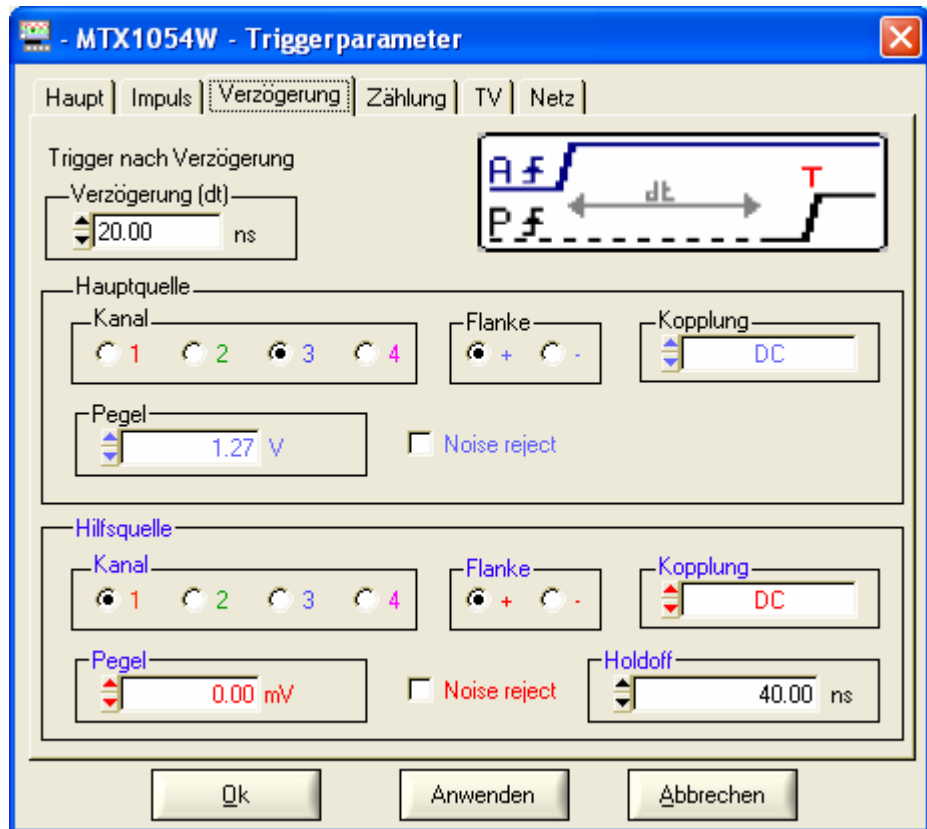 - MTX1054W - Triggerparameter
Haupt Impuls Verzögerung Zählung TV Netz
Trigger nach Verzögerung
Verzögerung (dt)
20.00 ns
A
dt
T
P
Hauptquelle
Kanal
1 2 3 4
Flanke
+ -
Kopplung
DC
Pegel
1.27 V
Noise reject
Hilfsquelle
Kanal
1 2 3 4
Flanke
+ -
Kopplung
DC
Pegel
0.00 mV
Noise reject
Holdoff
40.00 ns
Ok Anwenden Abbrechen